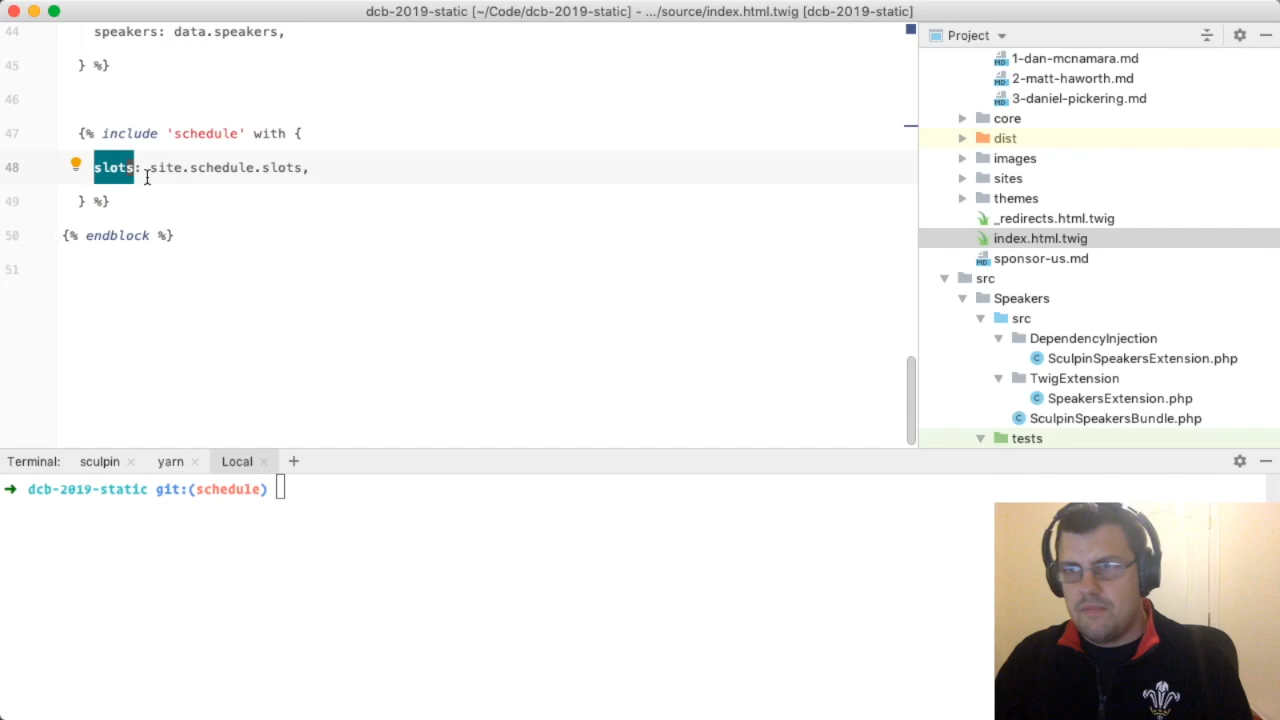 dcb-2019-static [~/Code/dcb-2019-static] - .../source/index.html.twig [dcb-2019-static]
44 speakers: data.speakers,
45 } %}
46
47 {% include 'schedule' with {
48 slots: site.schedule.slots,
49 } %}
50 {% endblock %}
51
Project
1-dan-mcnamara.md
2-matt-haworth.md
3-daniel-pickering.md
core
dist
images
sites
themes
_redirects.html.twig
index.html.twig
sponsor-us.md
src
Speakers
src
DependencyInjection
SculpinSpeakersExtension.php
TwigExtension
SpeakersExtension.php
SculpinSpeakersBundle.php
tests
Terminal: sculpin × yarn × Local × +
➜ dcb-2019-static git:(schedule)